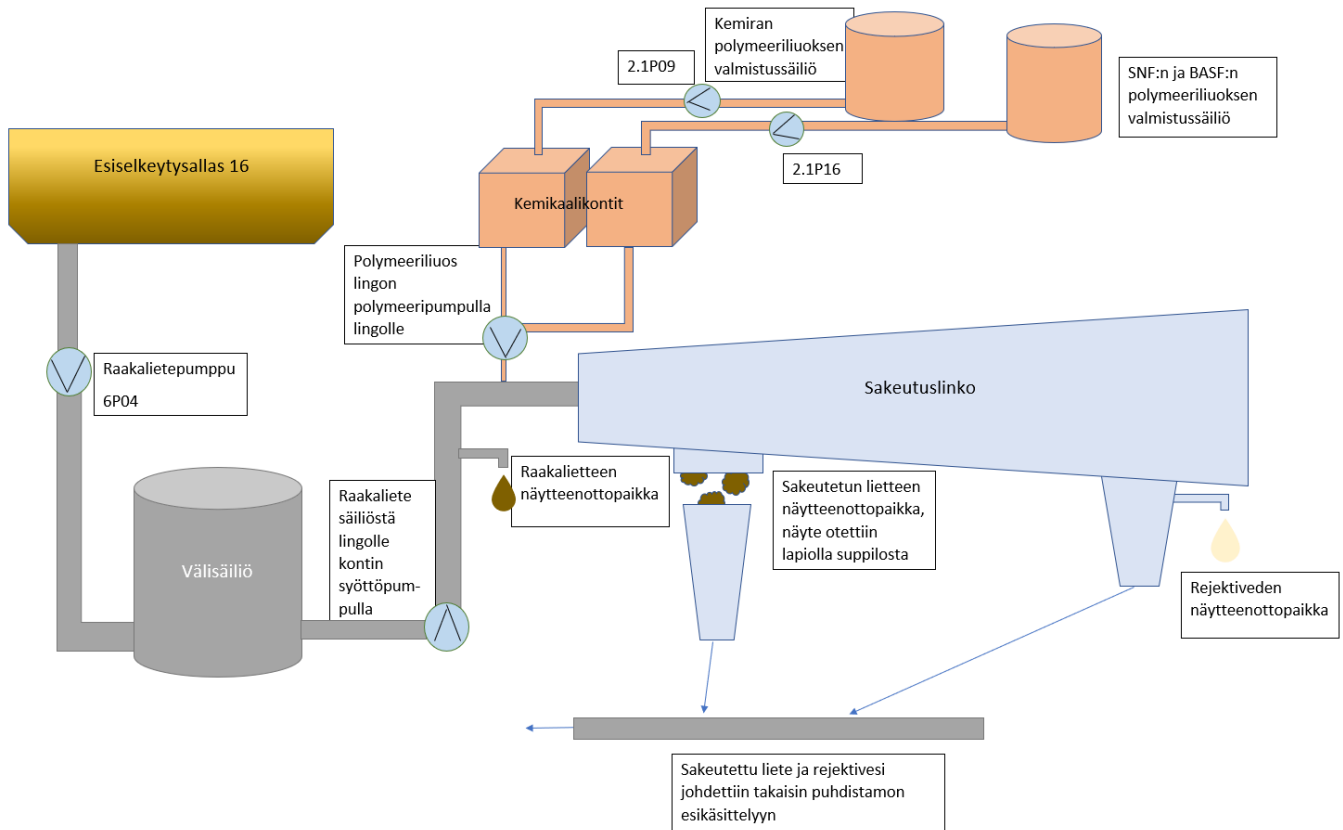 Kemiran
polymeeriliuoksen
valmistussäiliö
2.1P09
SNF:n ja BASF:n
polymeeriliuoksen
valmistussäiliö
2.1P16
Esiselkeytysallas 16
Kemikaalikontit
Polymeeriliuos
lingon
polymeeripumpulla
lingolle
Raakalietepumppu
6P04
Sakeutuslinko
Raakalietteen
näytteenottopaikka
Sakeutetun lietteen
näytteenottopaikka,
näyte otettiin
lapiolla suppilosta
Raakaliete
säiliöstä
lingolle
kontin
syöttöpum-
pulla
Välisäiliö
Rejektiveden
näytteenottopaikka
Sakeutettu liete ja rejektivesi
johdettiin takaisin puhdistamon
esikäsittelyyn